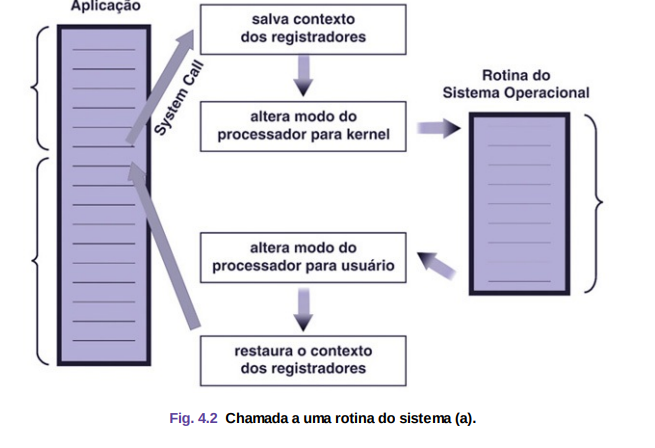 Aplicação
salva contexto
dos registradores
System Call
altera modo do
processador para kernel
Rotina do
Sistema Operacional
altera modo do
processador para usuário
restaura o contexto
dos registradores
Fig. 4.2 Chamada a uma rotina do sistema (a).